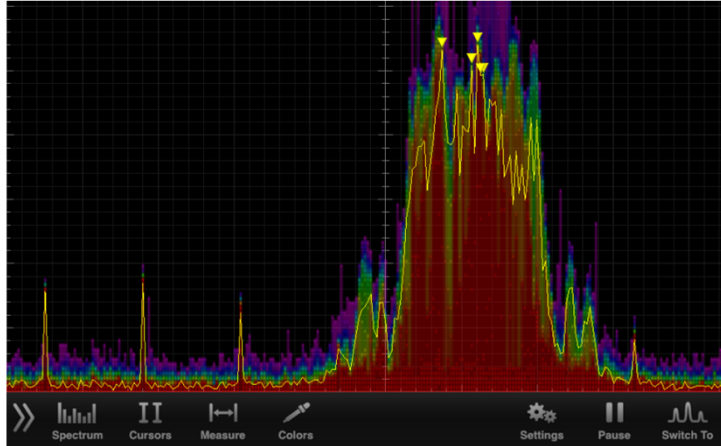 Spectrum
Cursors
Measure
Colors
Settings
Pause
Switch To